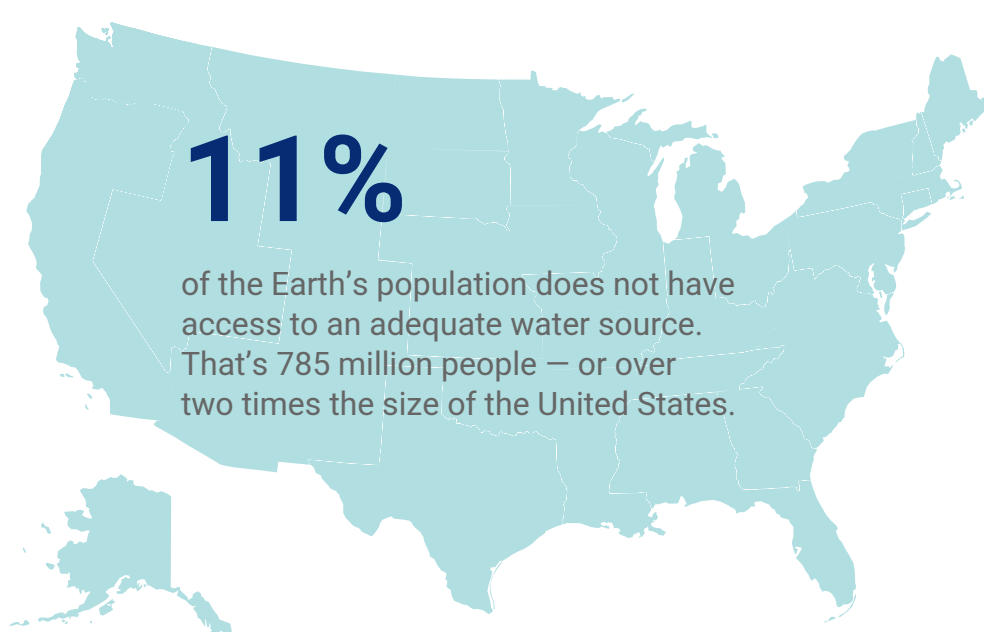 11%
of the Earth’s population does not have
access to an adequate water source.
That’s 785 million people — or over
two times the size of the United States.